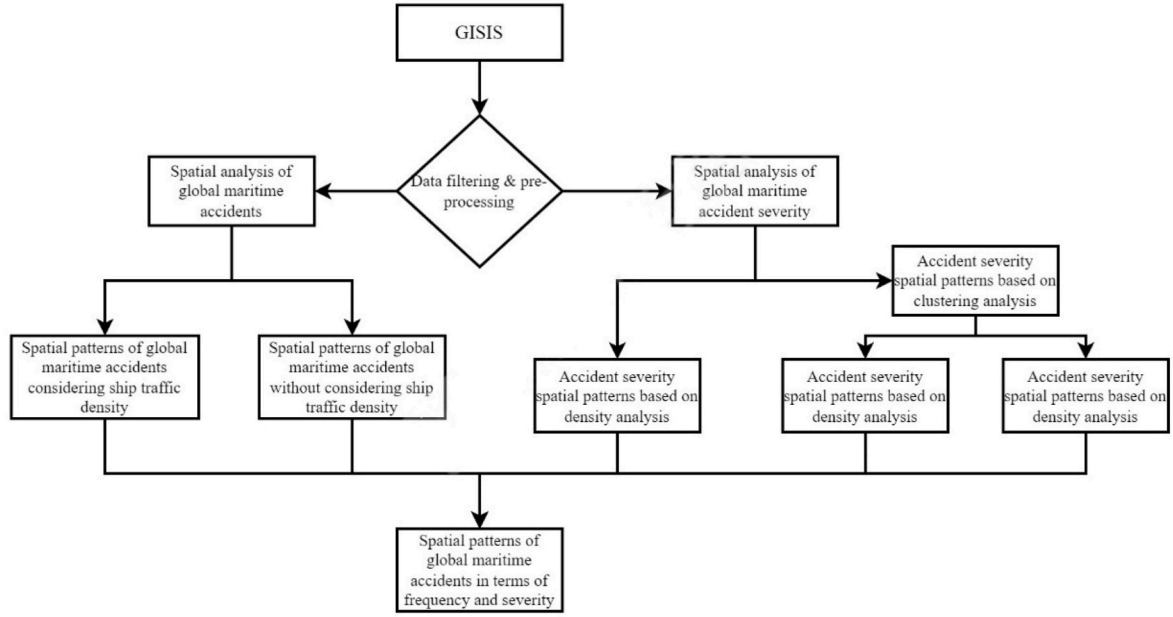 GISIS
Data filtering & pre-
processing
Spatial analysis of
global maritime
accidents
Spatial analysis of
global maritime
accident severity
Accident severity
spatial patterns based on
clustering analysis
Spatial patterns of global
maritime accidents
considering ship traffic
density
Spatial patterns of global
maritime accidents
without considering ship
traffic density
Accident severity
spatial patterns based on
density analysis
Accident severity
spatial patterns based on
density analysis
Accident severity
spatial patterns based on
density analysis
Spatial patterns of
global maritime
accidents in terms of
frequency and severity